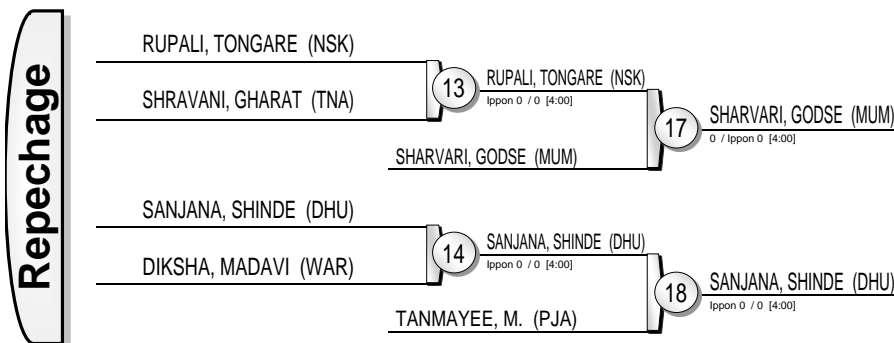 Repechage
RUPALI, TONGARE (NSK)
SHRAVANI, GHARAT (TNA)
13
RUPALI, TONGARE (NSK)
Ippon 0 / 0 [4:00]
SHARVARI, GODSE (MUM)
17
SHARVARI, GODSE (MUM)
0 / Ippon 0 [4:00]
SANJANA, SHINDE (DHU)
DIKSHA, MADAVI (WAR)
14
SANJANA, SHINDE (DHU)
Ippon 0 / 0 [4:00]
TANMAYEE, M. (PJA)
18
SANJANA, SHINDE (DHU)
Ippon 0 / 0 [4:00]